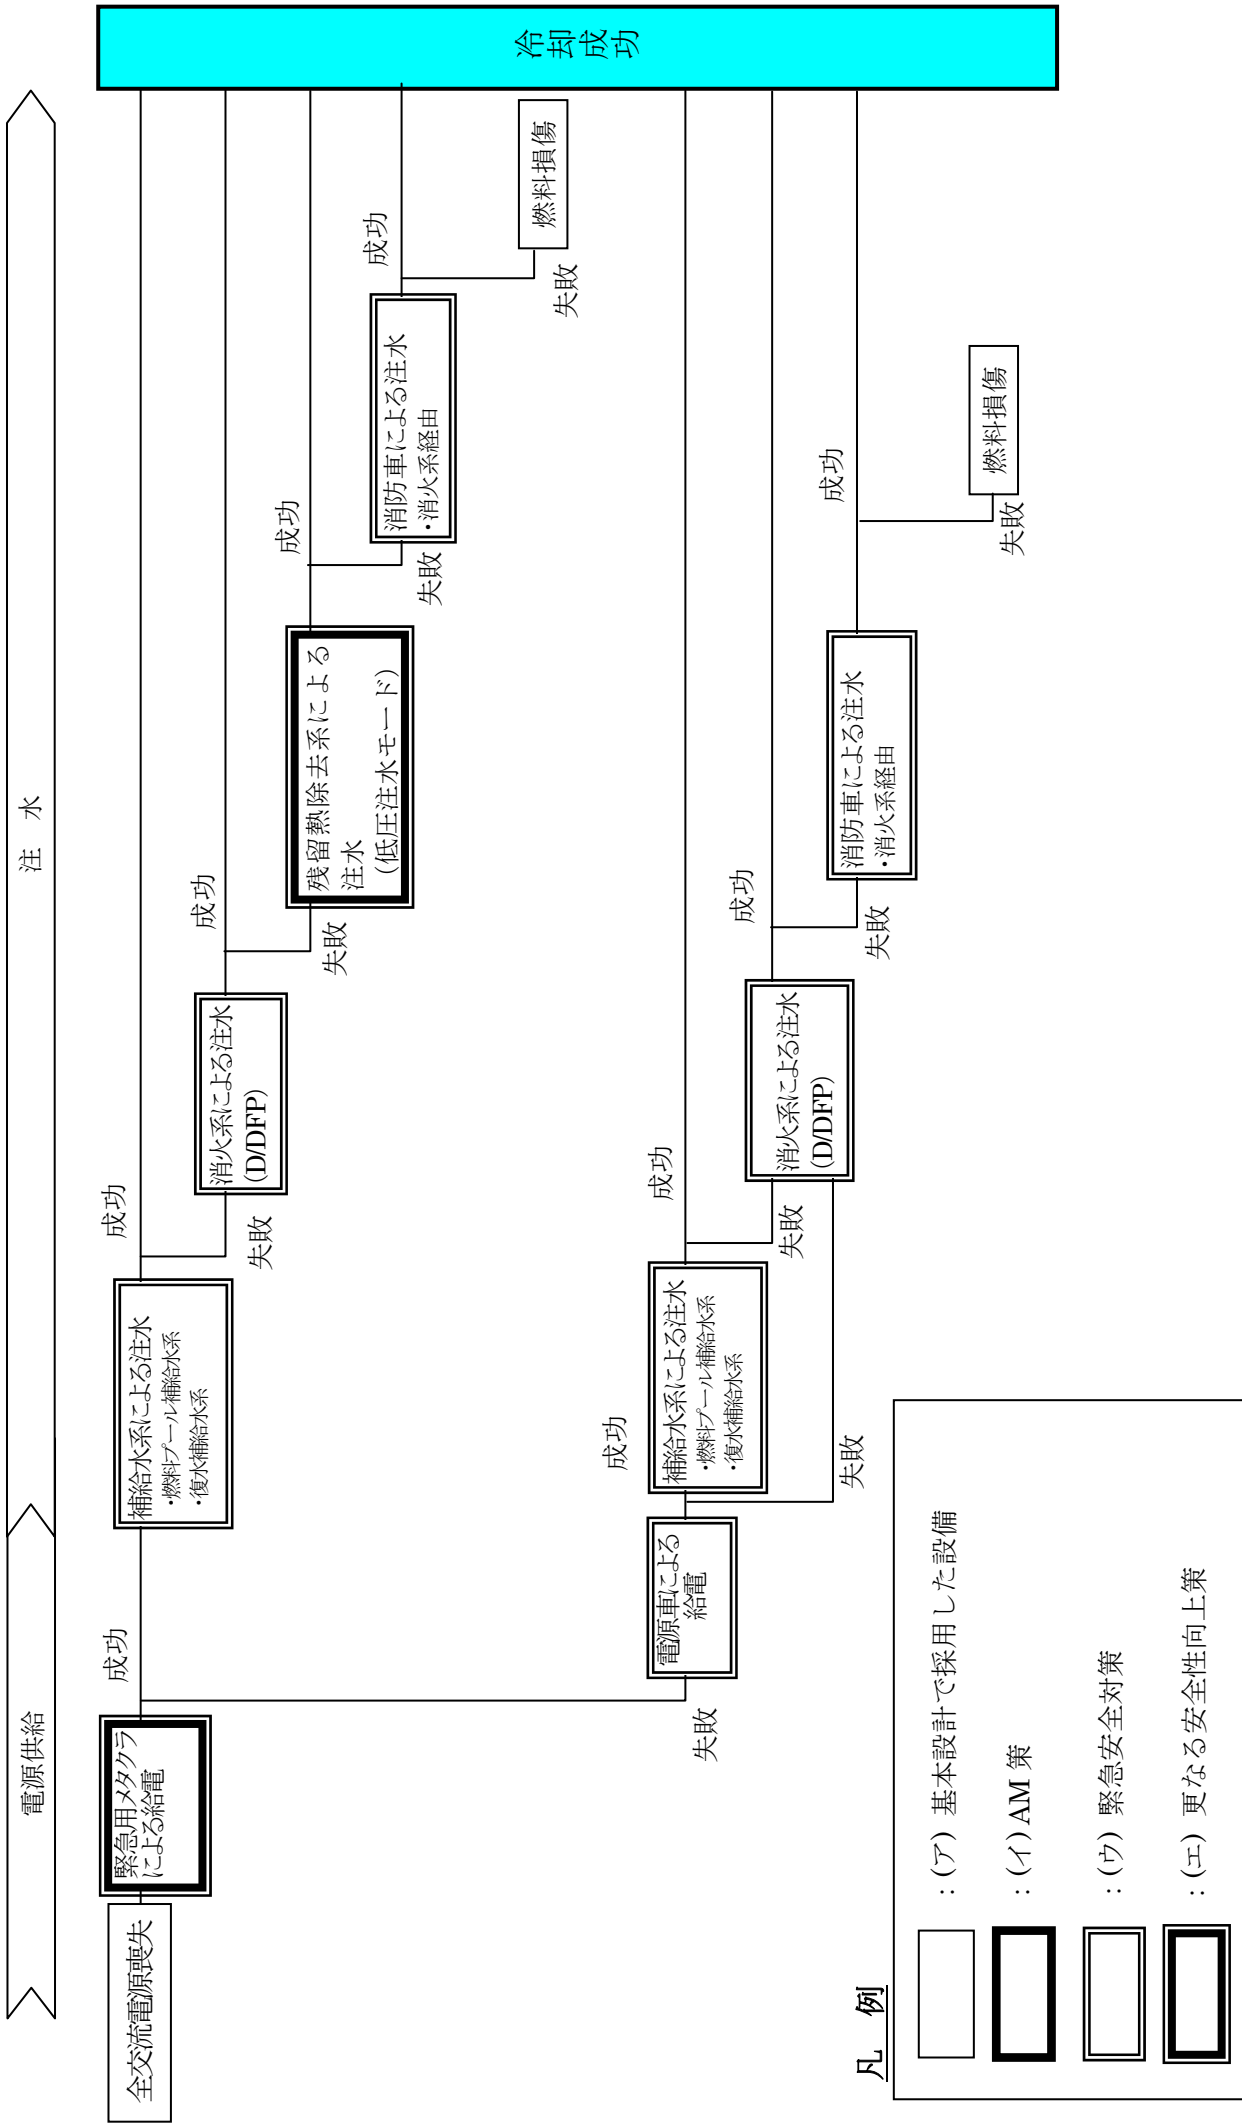 電源供給
注 水
全交流電源喪失
緊急用メタクラ
による給電
成功
失敗
補給水系による注水
・燃料プール補給水系
・復水補給水系
成功
失敗
消火系による注水
(D/DFP)
成功
失敗
残留熱除去系による
注水
(低圧注水モード)
成功
失敗
消防車による注水
・消火系経由
成功
失敗
燃料損傷
冷却成功
電源車による
給電
成功
失敗
補給水系による注水
・燃料プール補給水系
・復水補給水系
成功
失敗
消火系による注水
(D/DFP)
成功
失敗
消防車による注水
・消火系経由
成功
失敗
燃料損傷
凡 例
:(ア) 基本設計で採用した設備
:(イ)AM 策
:(ウ) 緊急安全対策
:(エ) 更なる安全性向上策